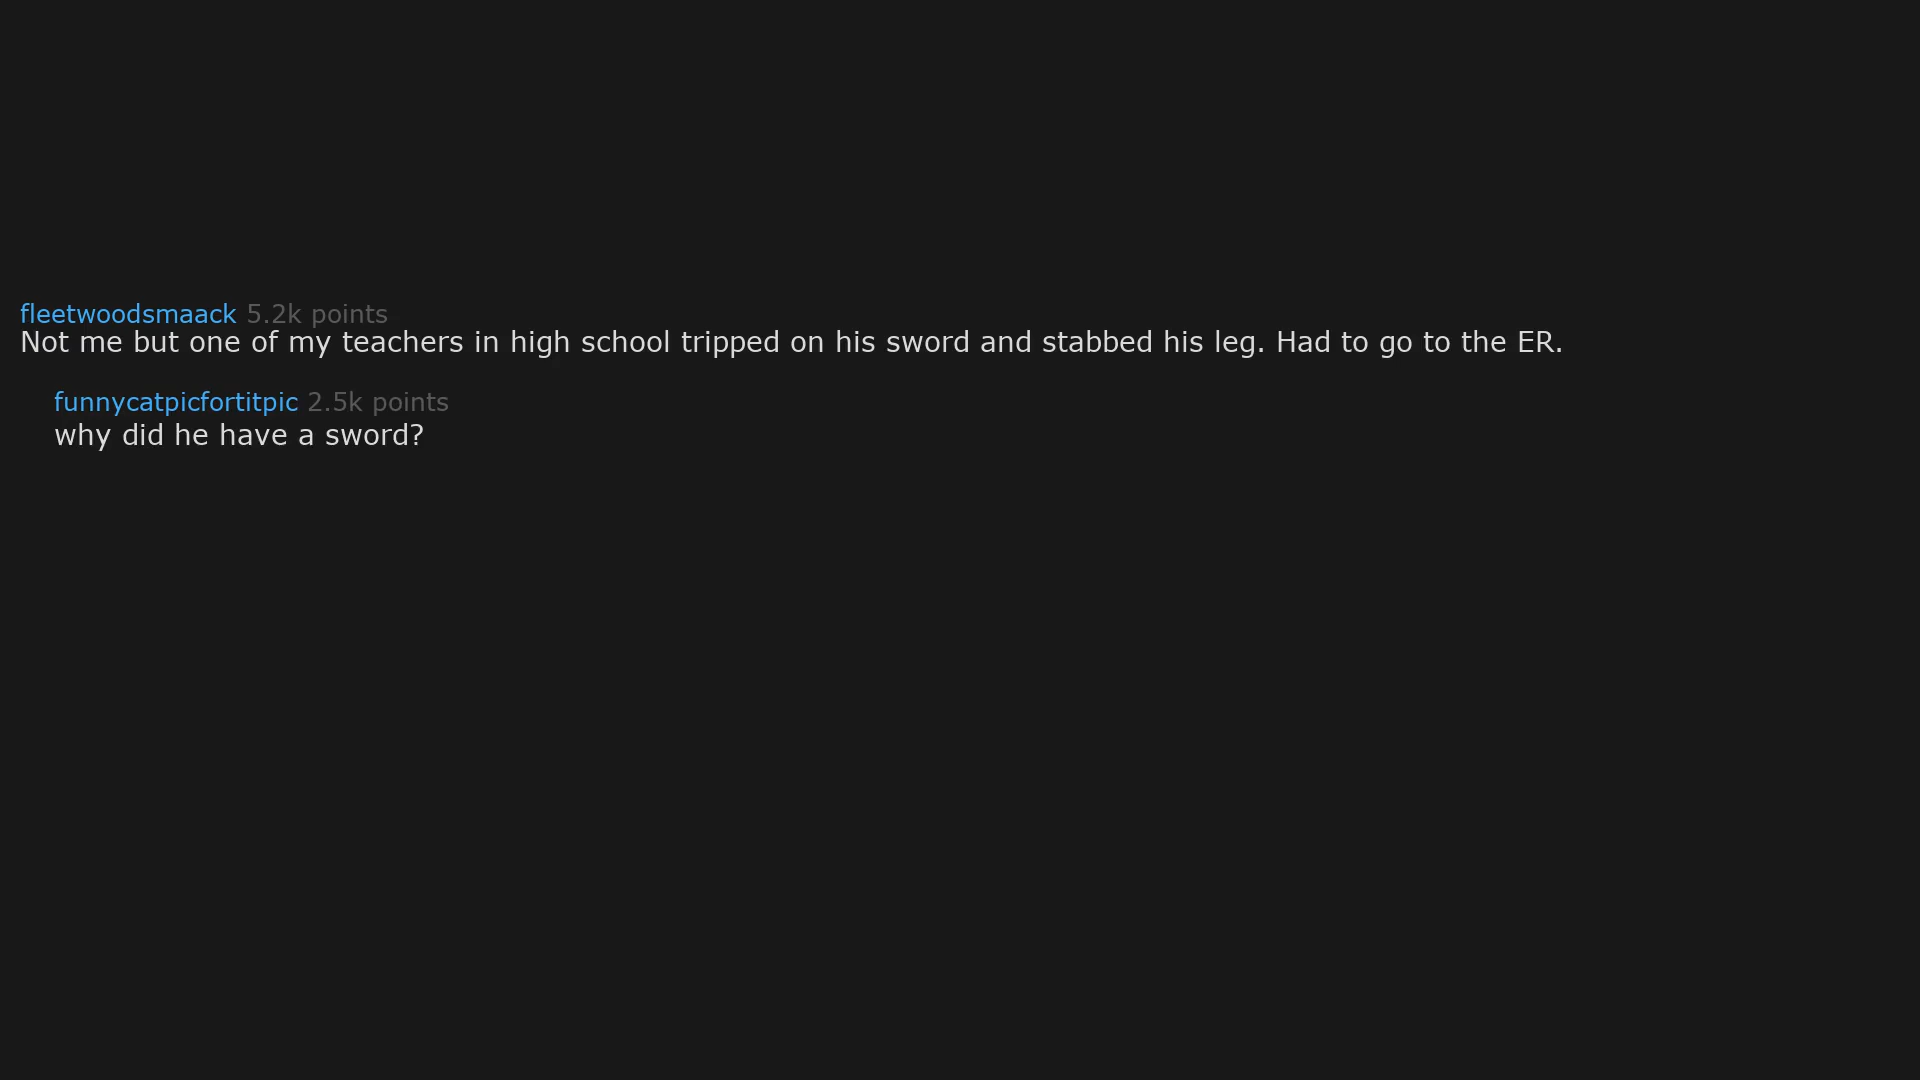 fleetwoodsmaack 5.2k points
Not me but one of my teachers in high school tripped on his sword and stabbed his leg. Had to go to the ER.
funnycatpicfortitpic 2.5k points
why did he have a sword?